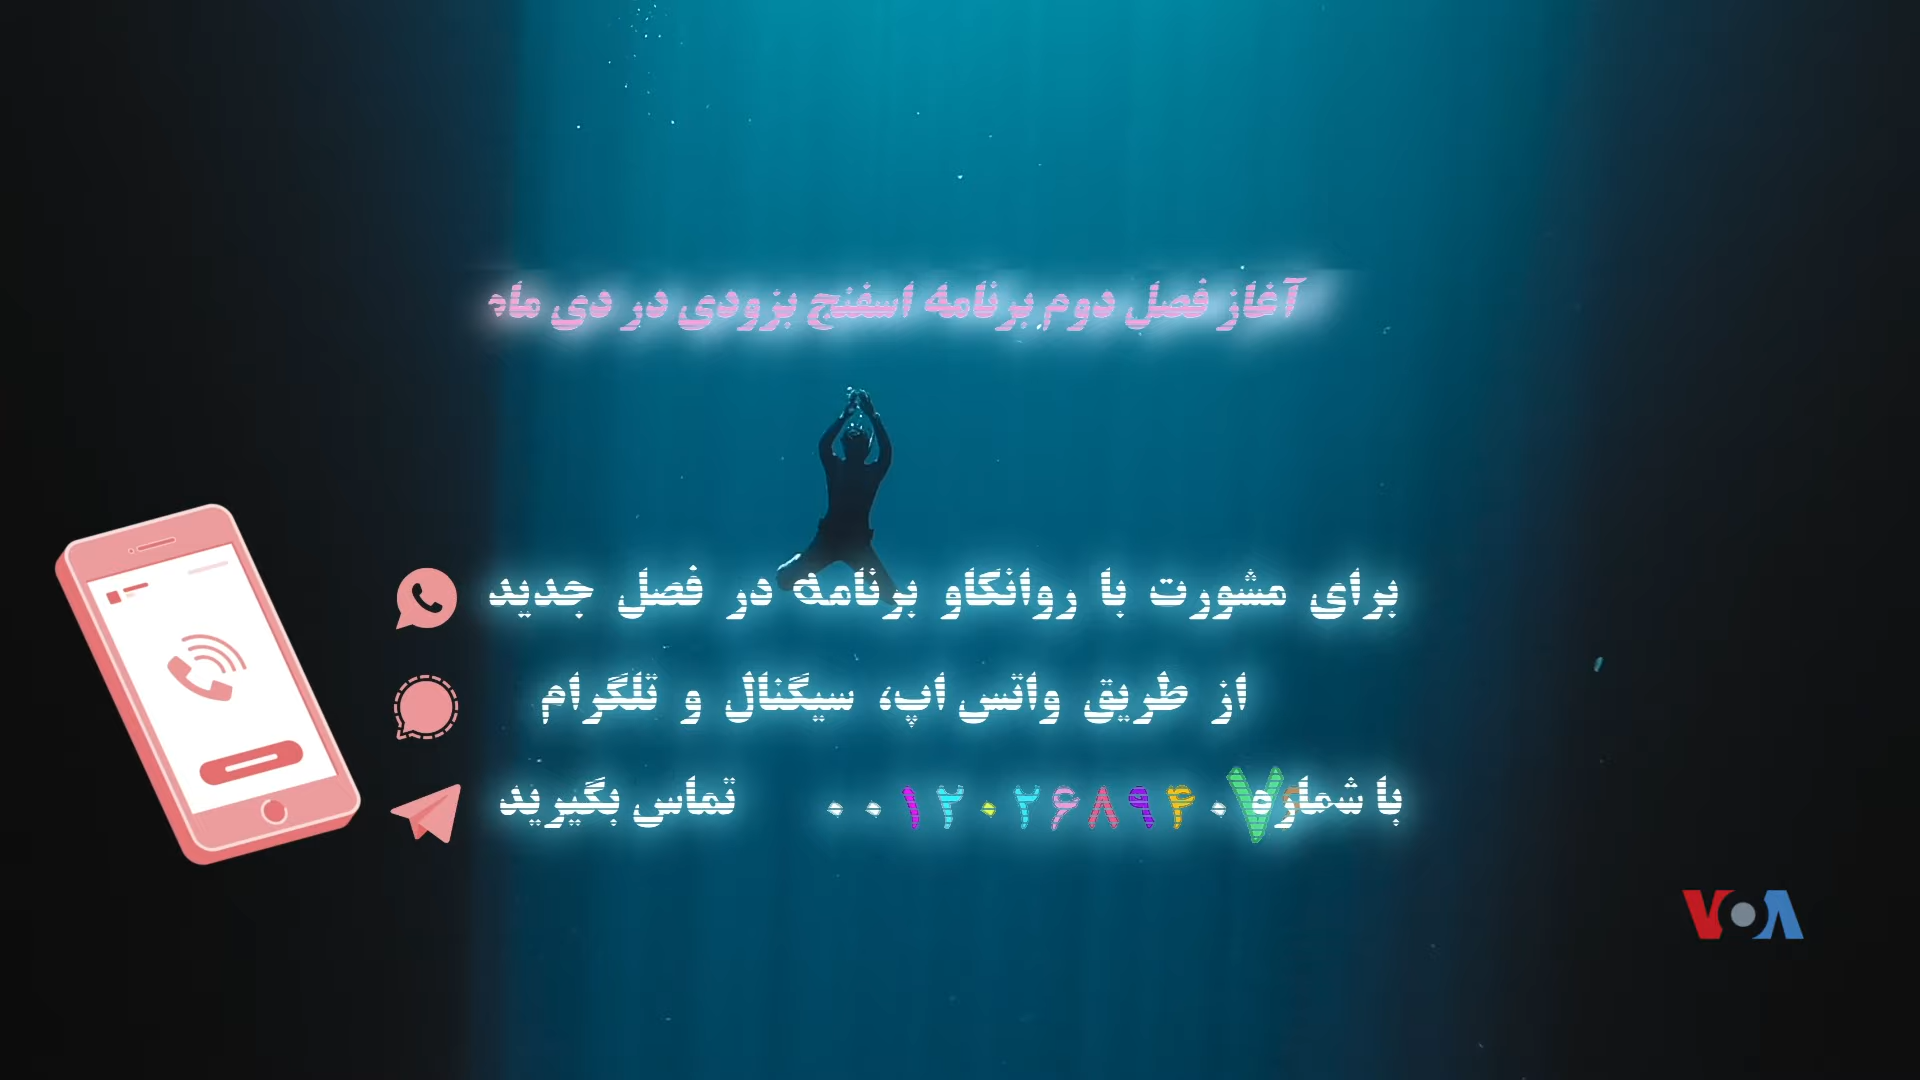 آغاز فصل دوم برنامه اسفنج بزودی در دی ماه
برای مشورت با روانکاو برنامه در فصل جدید
از طریق واتس اپ، سیگنال و تلگرام
با شماره ۰۰۱۲۰۲۶۸۹۴۰۷ تماس بگیرید
VOA